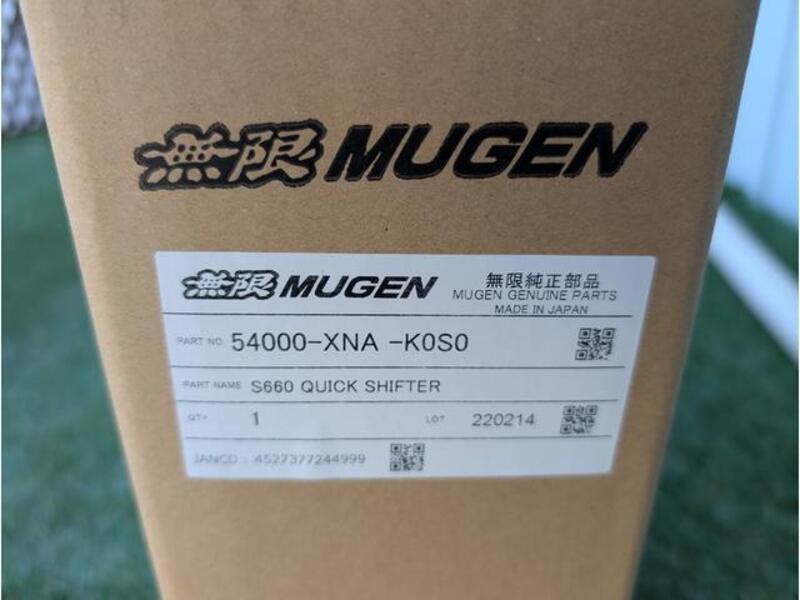 無限 MUGEN
無限 MUGEN
無限純正部品
MUGEN GENUINE PARTS
MADE IN JAPAN
PART NO 54000-XNA -K0S0
PART NAME S660 QUICK SHIFTER
QTY 1 LOT 220214
JANCD : 4527377244999